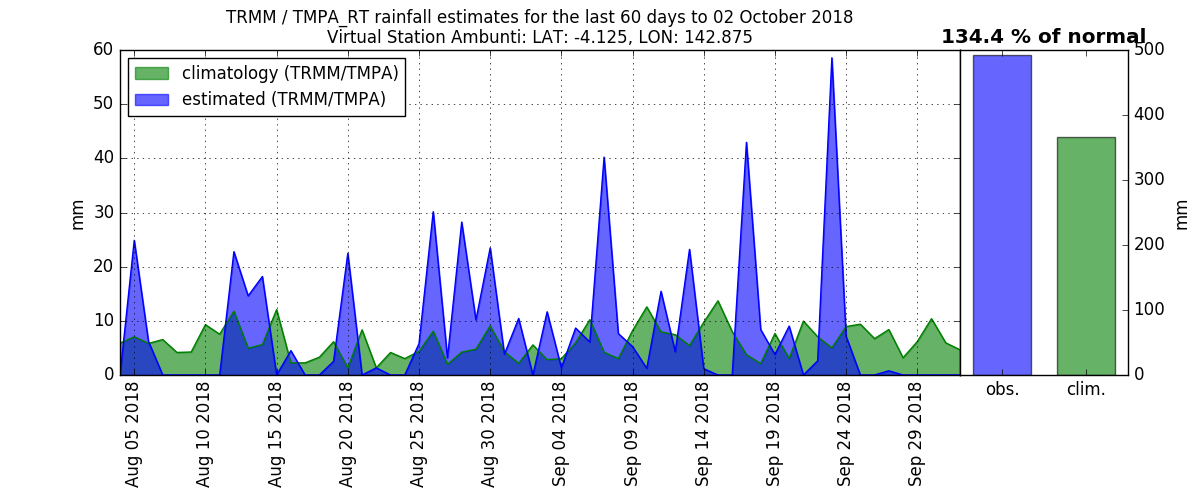 TRMM / TMPA_RT rainfall estimates for the last 60 days to 02 October 2018
Virtual Station Ambunti: LAT: -4.125, LON: 142.875
134.4 % of normal
climatology (TRMM/TMPA)
estimated (TRMM/TMPA)
mm
60
50
40
30
20
10
0
Aug 05 2018
Aug 10 2018
Aug 15 2018
Aug 20 2018
Aug 25 2018
Aug 30 2018
Sep 04 2018
Sep 09 2018
Sep 14 2018
Sep 19 2018
Sep 24 2018
Sep 29 2018
500
400
300
200
100
0
mm
obs.
clim.